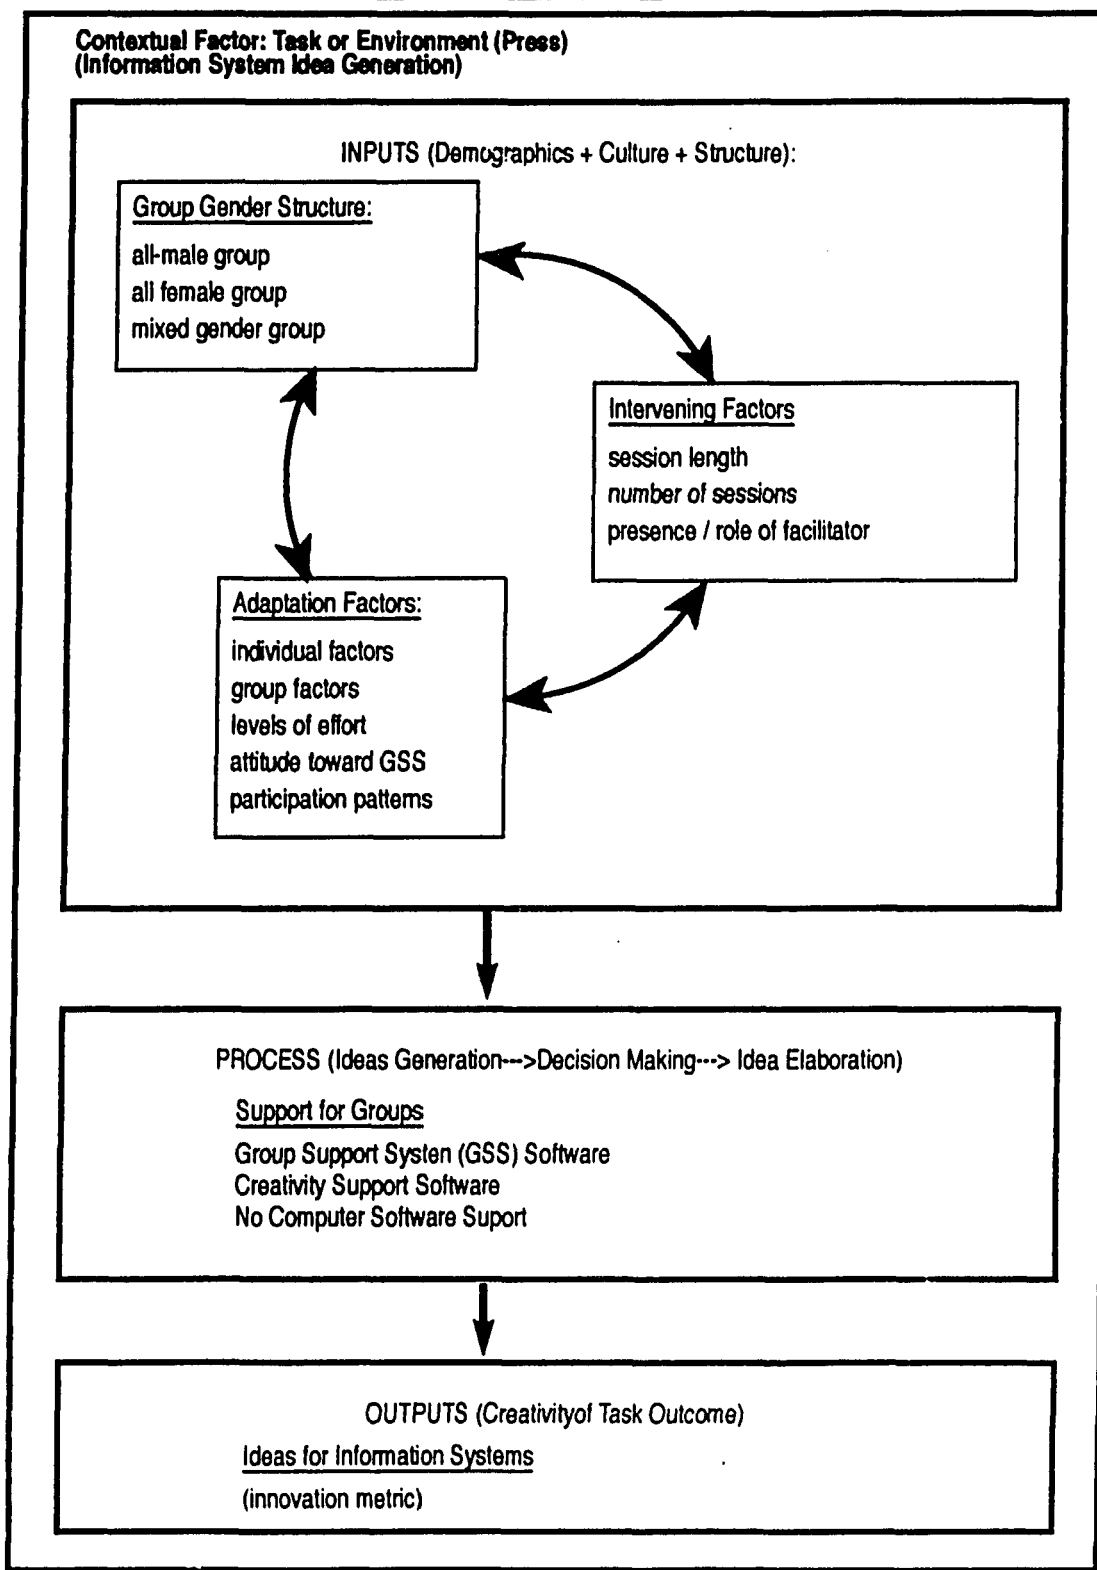 Contextual Factor: Task or Environment (Press)
(Information System Idea Generation)
INPUTS (Demographics + Culture + Structure):
Group Gender Structure:
all-male group
all female group
mixed gender group
Intervening Factors
session length
number of sessions
presence / role of facilitator
Adaptation Factors:
individual factors
group factors
levels of effort
attitude toward GSS
participation patterns
PROCESS (Ideas Generation--->Decision Making---> Idea Elaboration)
Support for Groups
Group Support Systen (GSS) Software
Creativity Support Software
No Computer Software Suport
OUTPUTS (Creativityof Task Outcome)
Ideas for Information Systems
(innovation metric)